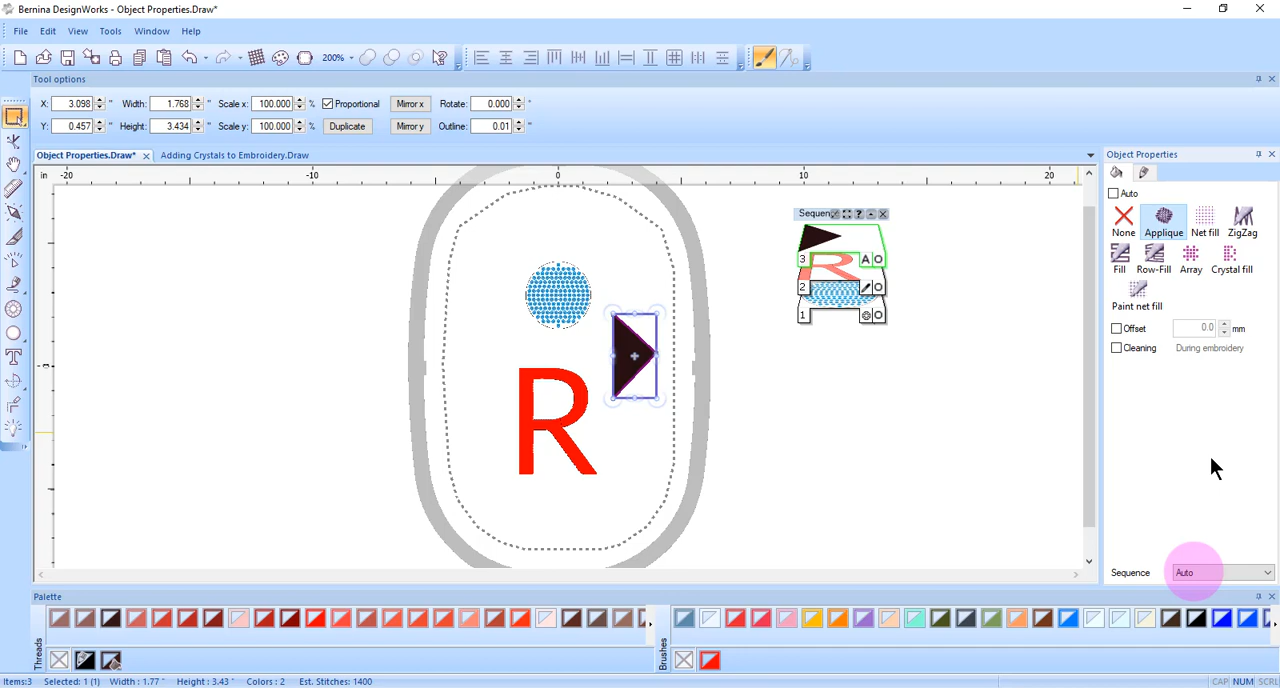 Bernina DesignWorks - Object Properties.Draw*
File Edit View Tools Window Help
200%
Tool options
X: 3.098 " Width: 1.768 " Scale x: 100.000 % Proportional Mirror x Rotate: 0.000 °
Y: 0.457 " Height: 3.434 " Scale y: 100.000 % Duplicate Mirror y Outline: 0.01 "
Object Properties.Draw* Adding Crystals to Embroidery.Draw
Object Properties
in -20 -10 0 10 20
Auto
Sequen
None Applique Net fill ZigZag
Fill Row-Fill Array Crystal fill
3 A
R
2
Paint net fill
1
Offset 0.0 mm
Cleaning During embroidery
0
R
Sequence Auto
Palette
Threads
Brushes
Items:3 Selected: 1 (1) Width : 1.77 " Height : 3.43 " Colors : 2 Est. Stitches: 1400 CAP NUM SCRL